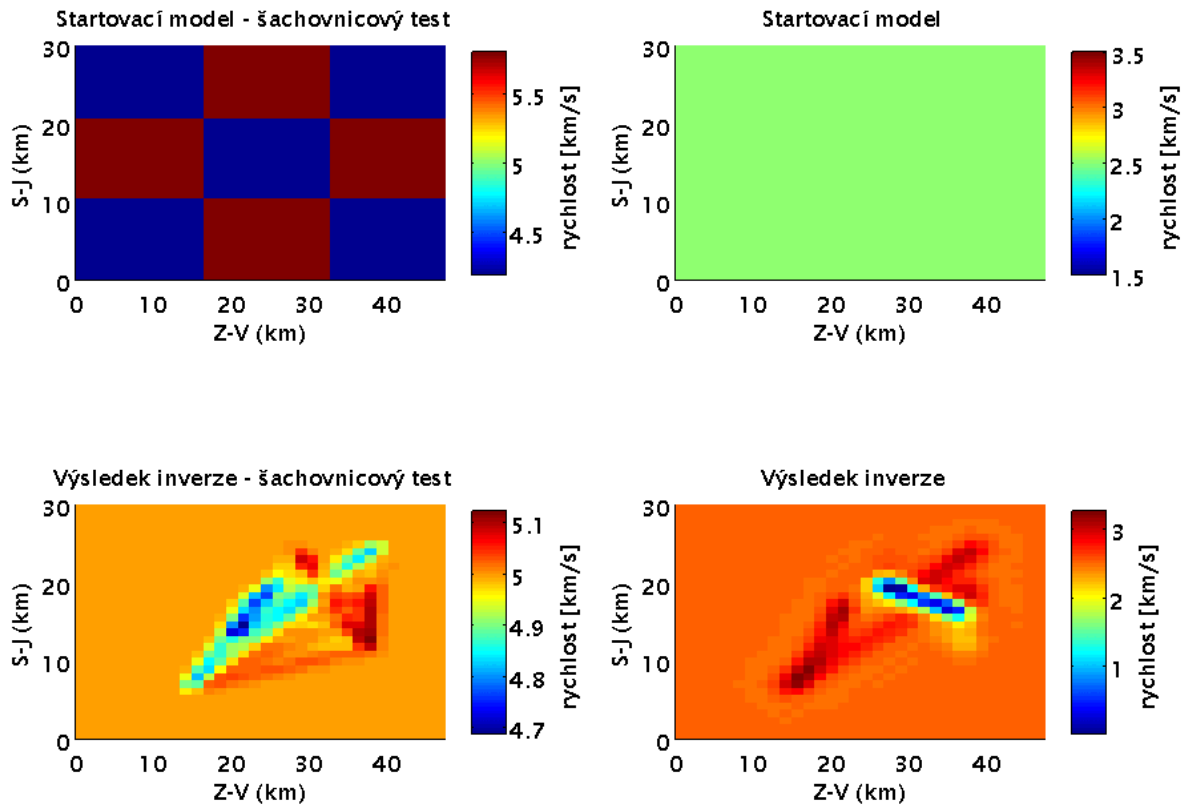 Startovací model - šachovnicový test
30
20
10
0
S-J (km)
0 10 20 30 40
Z-V (km)
5.5
5
4.5
rychlost [km/s]
Startovací model
30
20
10
0
S-J (km)
0 10 20 30 40
Z-V (km)
3.5
3
2.5
2
1.5
rychlost [km/s]
Výsledek inverze - šachovnicový test
30
20
10
0
S-J (km)
0 10 20 30 40
Z-V (km)
5.1
5
4.9
4.8
4.7
rychlost [km/s]
Výsledek inverze
30
20
10
0
S-J (km)
0 10 20 30 40
Z-V (km)
3
2
1
rychlost [km/s]